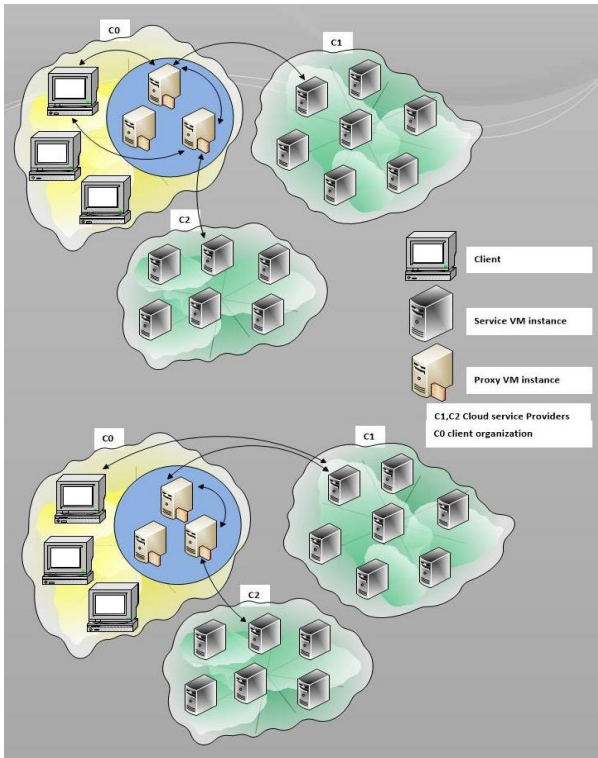 C0
C1
C2
Client
Service VM instance
Proxy VM instance
C1,C2 Cloud service Providers
C0 client organization
C0
C1
C2